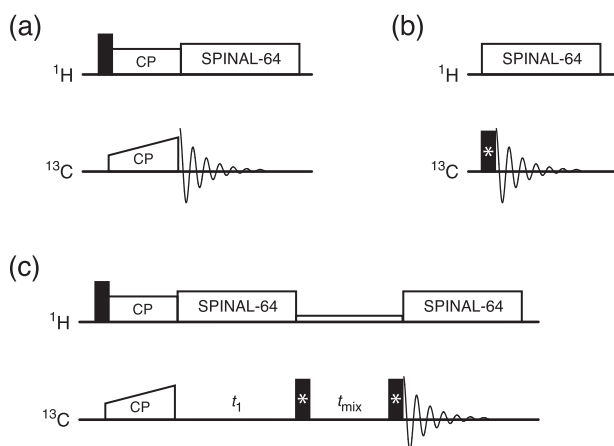 (a) (b)
¹H CP SPINAL-64 ¹H SPINAL-64
¹³C CP ¹³C *
(c)
¹H CP SPINAL-64 SPINAL-64
¹³C CP t₁ * t_mix *